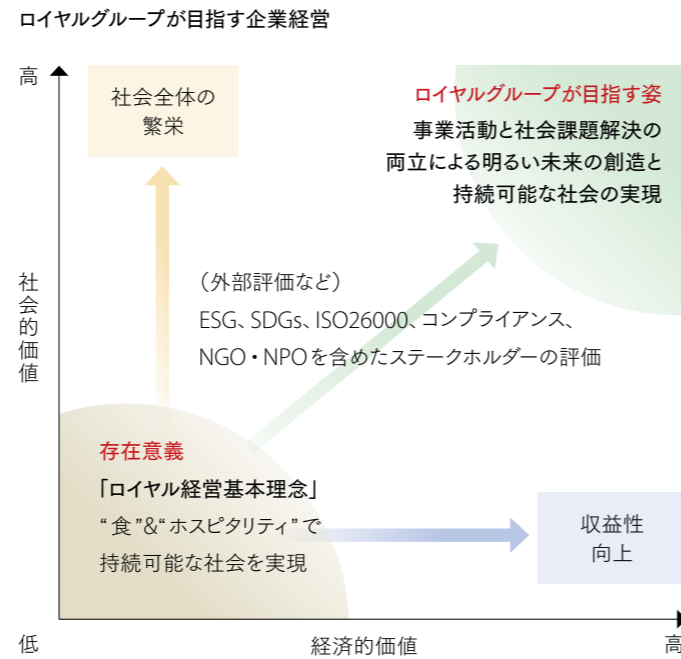 ロイヤルグループが目指す企業経営
高
社会全体の
繁栄
ロイヤルグループが目指す姿
事業活動と社会課題解決の
両立による明るい未来の創造と
持続可能な社会の実現
社会的価値
（外部評価など）
ESG、SDGs、ISO26000、コンプライアンス、
NGO・NPOを含めたステークホルダーの評価
存在意義
「ロイヤル経営基本理念」
“食”&“ホスピタリティ”で
持続可能な社会を実現
収益性
向上
低
経済的価値
高